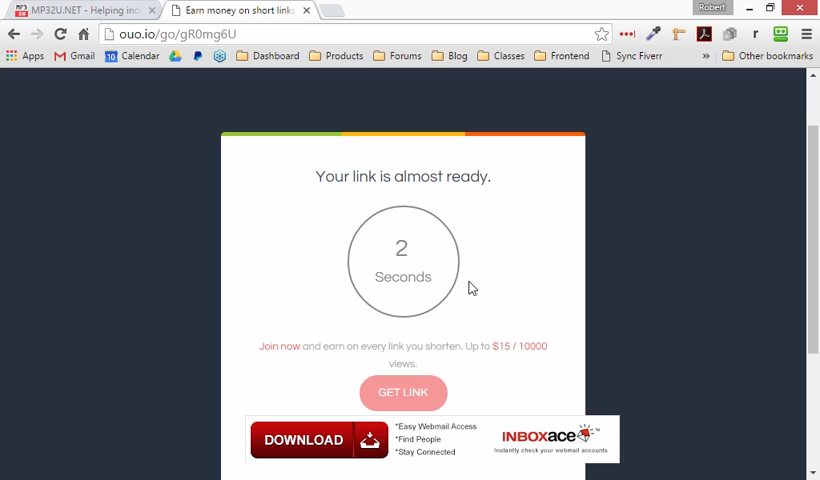 MP32U.NET - Helping ind
Earn money on short links
Robert
ouo.io/go/gR0mg6U
Apps
Gmail
10
Calendar
Dashboard
Products
Forums
Blog
Classes
Frontend
Sync Fiverr
»
Other bookmarks
Your link is almost ready.
2
Seconds
Join now and earn on every link you shorten. Up to $15 / 10000
views.
GET LINK
DOWNLOAD
*Easy Webmail Access
*Find People
*Stay Connected
INBOXace™
Instantly check your webmail accounts